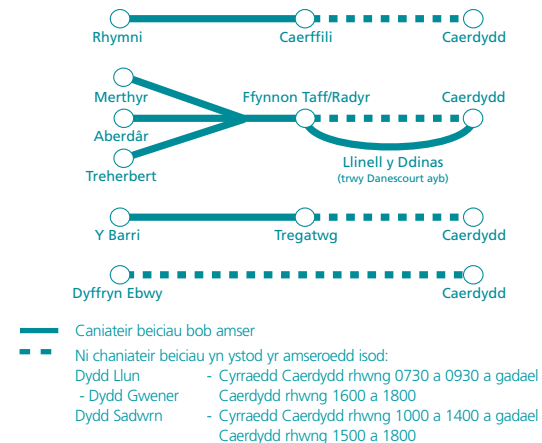 Rhymni Caerffili Caerdydd
Merthyr Ffynnon Taff/Radyr Caerdydd
Aberdâr
Treherbert
Llinell y Ddinas
(trwy Danescourt ayb)
Y Barri Tregatwg Caerdydd
Dyffryn Ebwy Caerdydd
Caniateir beiciau bob amser
Ni chaniateir beiciau yn ystod yr amseroedd isod:
Dydd Llun - Cyrraedd Caerdydd rhwng 0730 a 0930 a gadael
- Dydd Gwener Caerdydd rhwng 1600 a 1800
Dydd Sadwrn - Cyrraedd Caerdydd rhwng 1000 a 1400 a gadael
Caerdydd rhwng 1500 a 1800